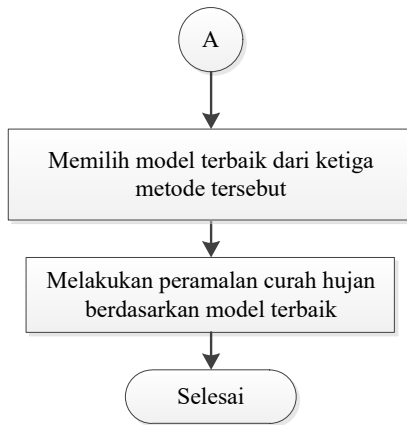 A
Memilih model terbaik dari ketiga
metode tersebut
Melakukan peramalan curah hujan
berdasarkan model terbaik
Selesai